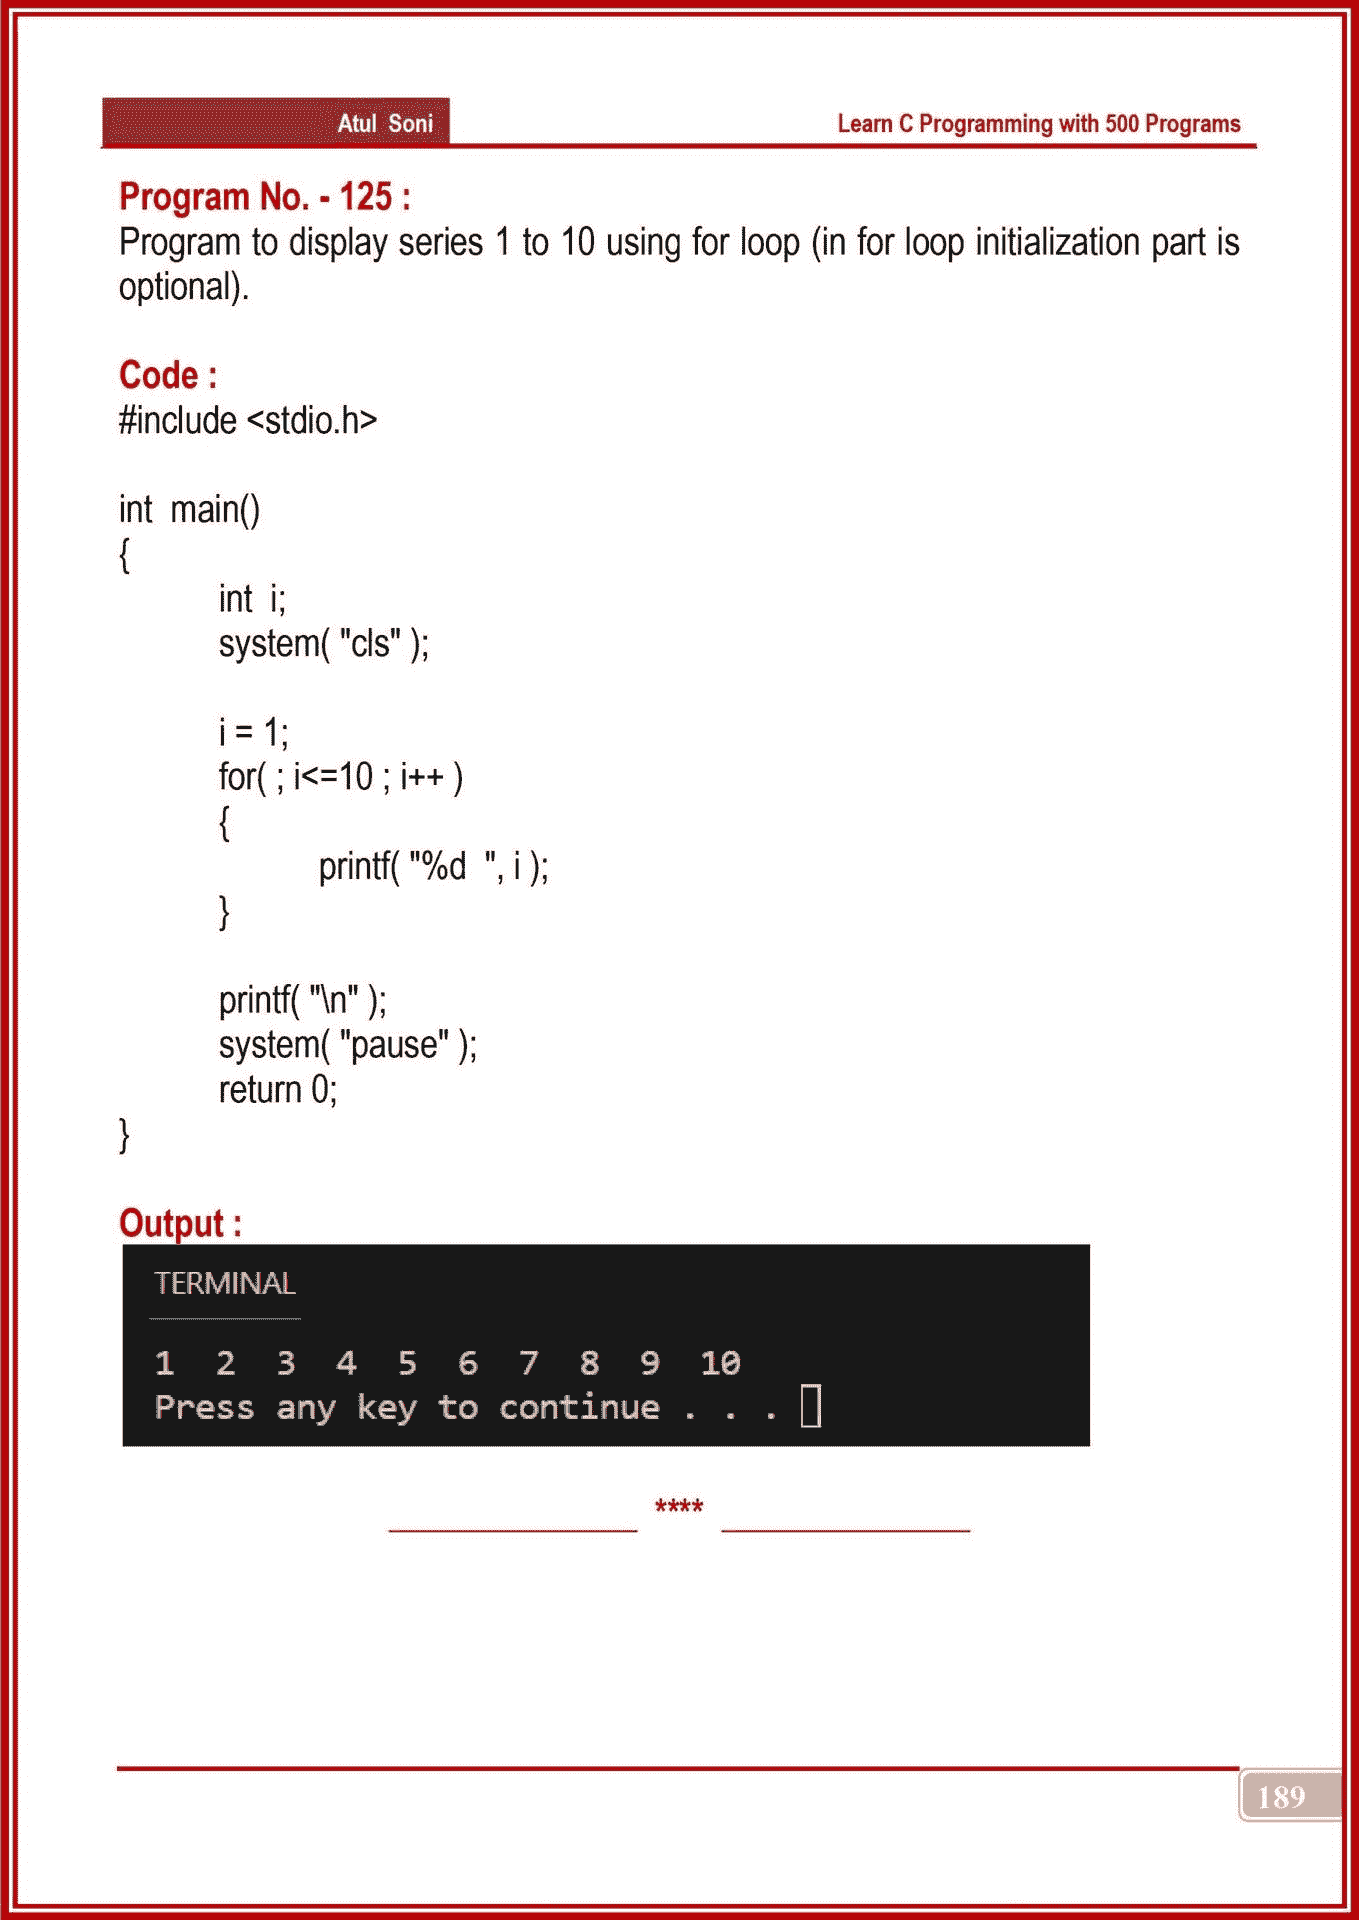 Atul  Soni
Learn C Programming with 500 Programs
Program No. - 125 :
Program to display series 1 to 10 using for loop (in for loop initialization part is
optional).
Code :
#include <stdio.h>
int  main()
{
int  i;
system( "cls" );
i = 1;
for( ; i<=10 ; i++ )
{
printf( "%d  ", i );
}
printf( "\n" );
system( "pause" );
return 0;
}
Output :
TERMINAL
1  2  3  4  5  6  7  8  9  10
Press any key to continue . . .
****
189